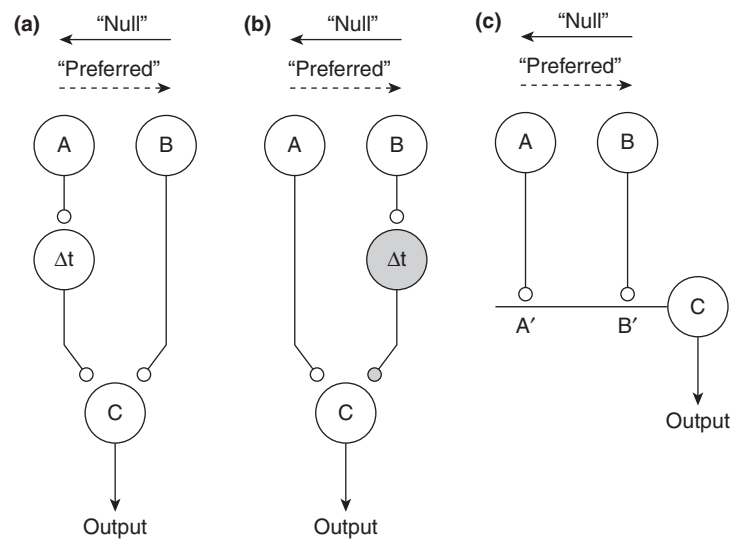 (a)
“Null”
“Preferred”
A
B
Δt
C
Output
(b)
“Null”
“Preferred”
A
B
Δt
C
Output
(c)
“Null”
“Preferred”
A
B
A′
B′
C
Output